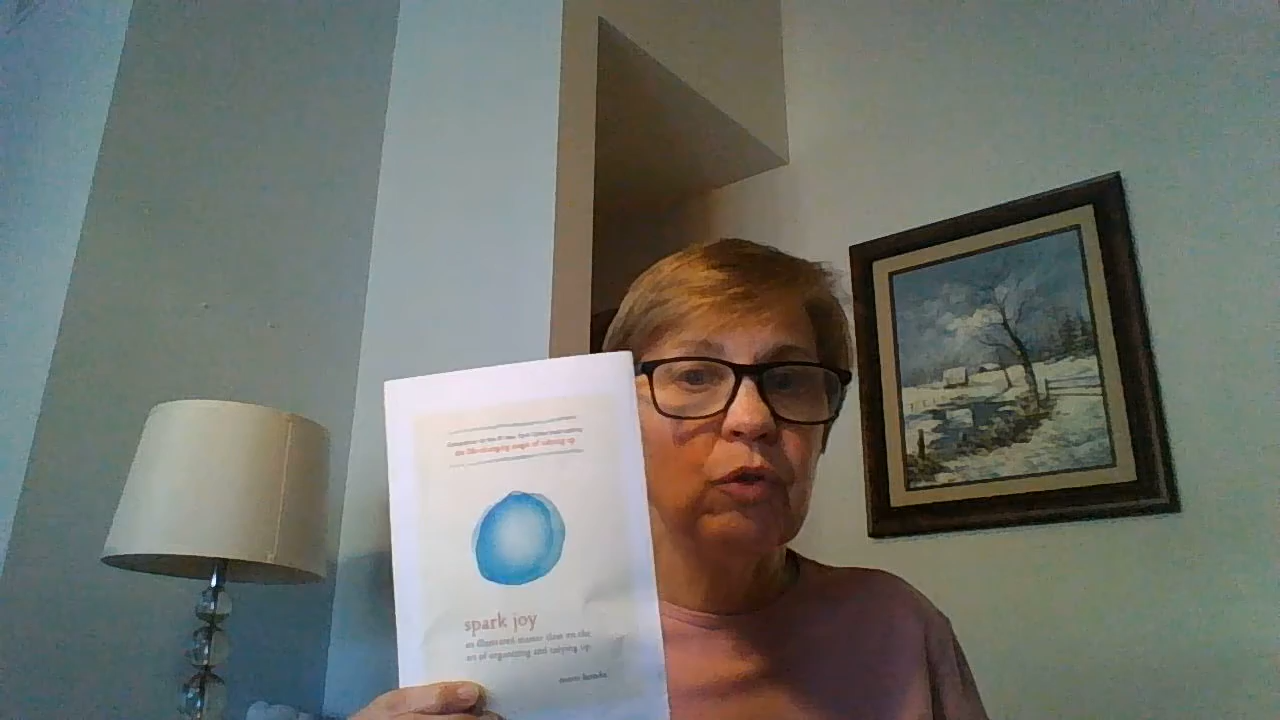 the life-changing magic of tidying up
spark joy
an illustrated master class on the
art of organizing and tidying up
marie kondo